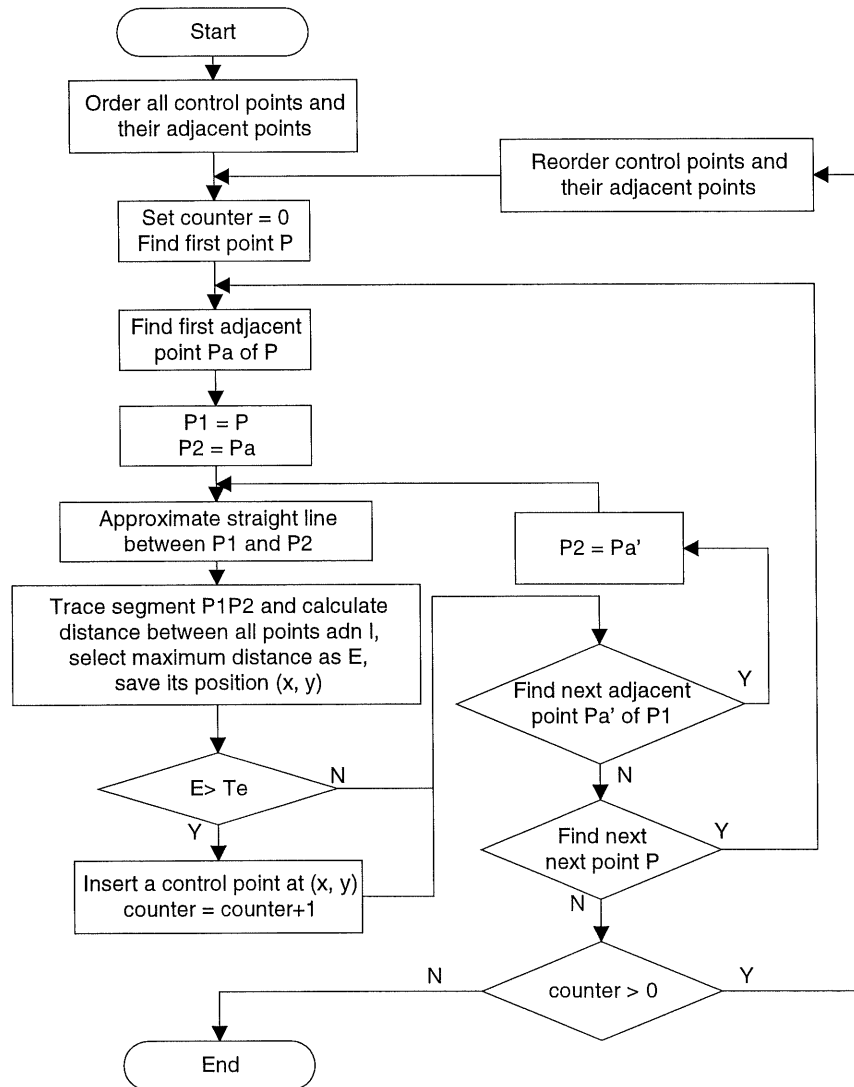 Start
Order all control points and
their adjacent points
Reorder control points and
their adjacent points
Set counter = 0
Find first point P
Find first adjacent
point Pa of P
P1 = P
P2 = Pa
Approximate straight line
between P1 and P2
P2 = Pa'
Trace segment P1P2 and calculate
distance between all points adn l,
select maximum distance as E,
save its position (x, y)
Find next adjacent
point Pa' of P1
Y
N
E> Te
N
Y
Find next
next point P
Y
N
Insert a control point at (x, y)
counter = counter+1
counter > 0
N
Y
End